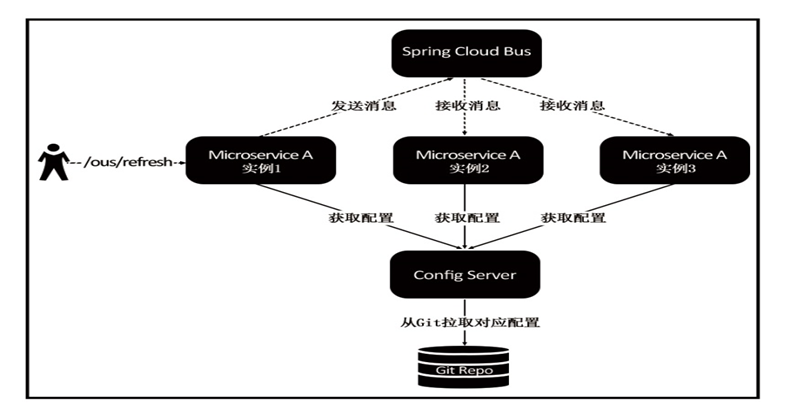 Spring Cloud Bus
发送消息
接收消息
接收消息
/ous/refresh
Microservice A
实例1
Microservice A
实例2
Microservice A
实例3
获取配置
获取配置
获取配置
Config Server
从Git拉取对应配置
Git Repo